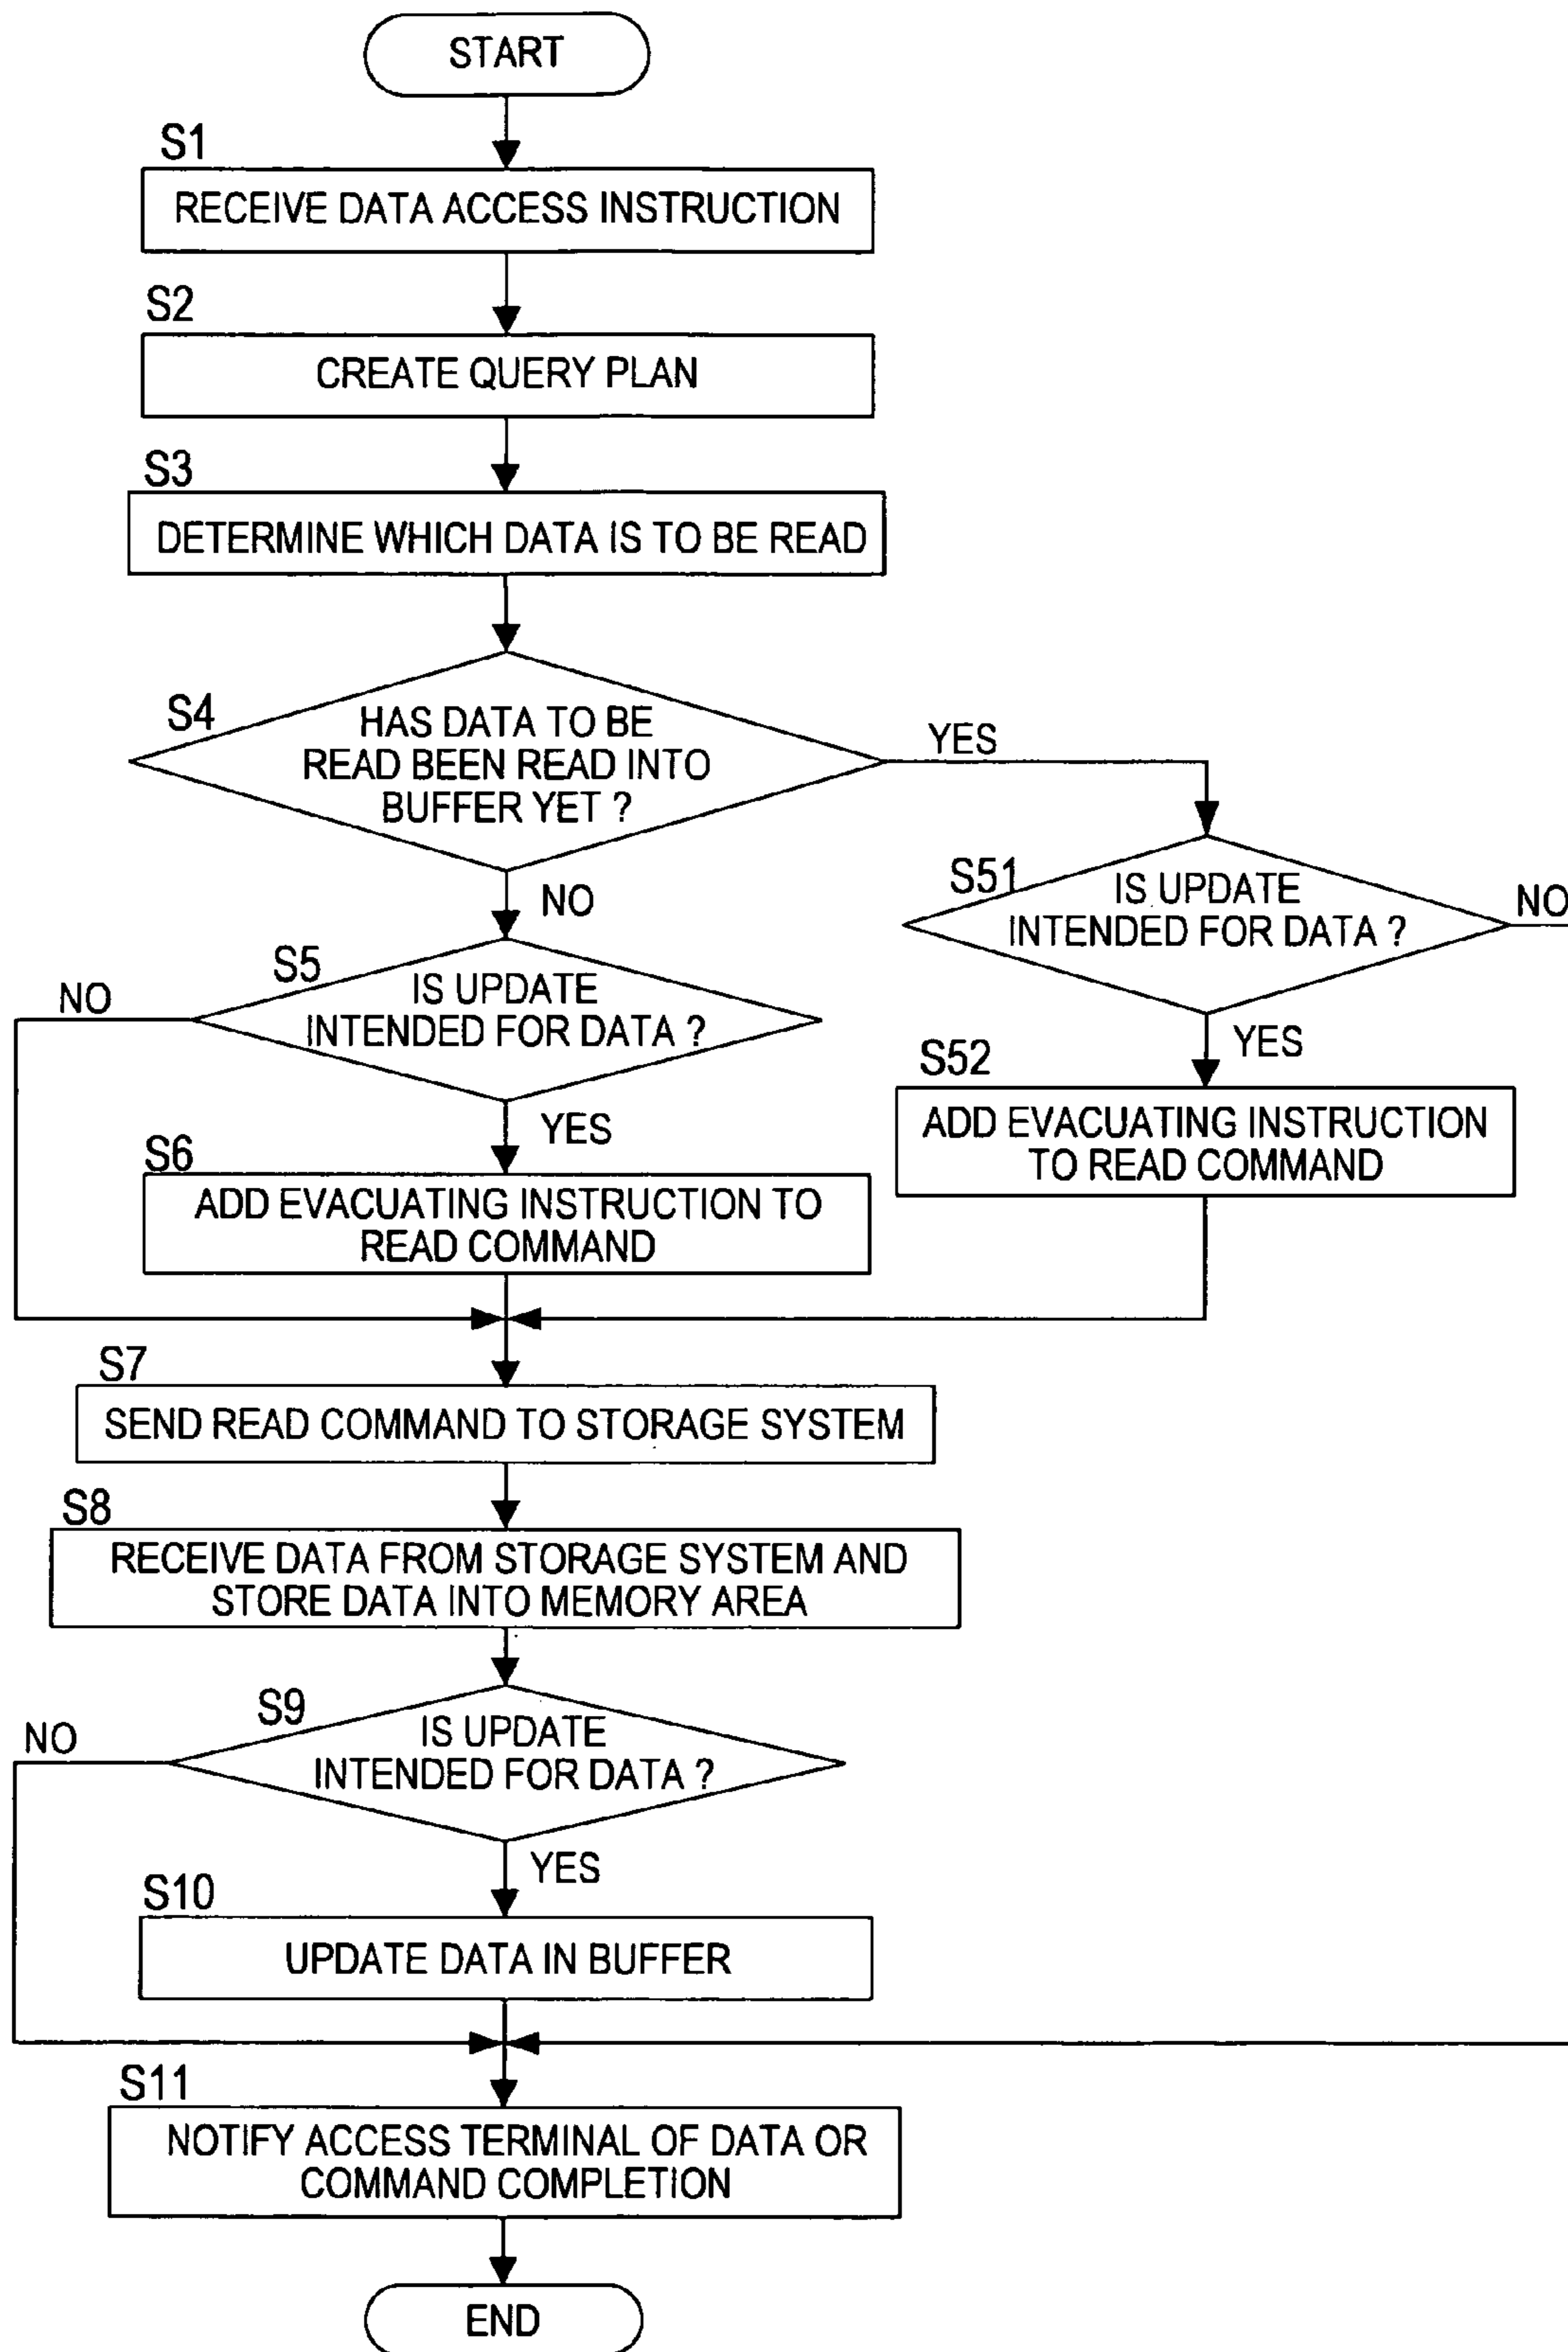 START
S1
RECEIVE DATA ACCESS INSTRUCTION
S2
CREATE QUERY PLAN
S3
DETERMINE WHICH DATA IS TO BE READ
S4
HAS DATA TO BE
READ BEEN READ INTO
BUFFER YET ?
YES
NO
S51
IS UPDATE
INTENDED FOR DATA ?
NO
S5
IS UPDATE
INTENDED FOR DATA ?
NO
YES
YES
S52
ADD EVACUATING INSTRUCTION
TO READ COMMAND
S6
ADD EVACUATING INSTRUCTION TO
READ COMMAND
S7
SEND READ COMMAND TO STORAGE SYSTEM
S8
RECEIVE DATA FROM STORAGE SYSTEM AND
STORE DATA INTO MEMORY AREA
S9
IS UPDATE
INTENDED FOR DATA ?
NO
YES
S10
UPDATE DATA IN BUFFER
S11
NOTIFY ACCESS TERMINAL OF DATA OR
COMMAND COMPLETION
END